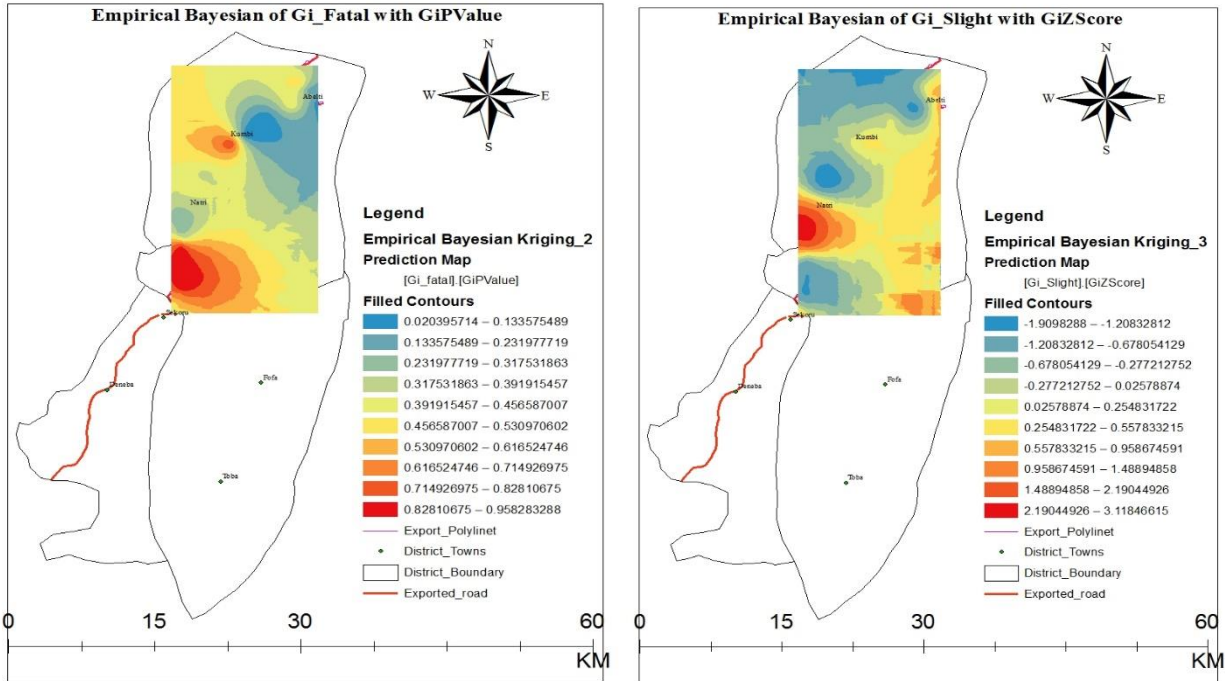 Empirical Bayesian of Gi_Fatal with GiPValue
N
W
E
S
Abelti
Kumbi
Natri
Sekoru
Deneba
Fofa
Toba
Legend
Empirical Bayesian Kriging_2
Prediction Map
[Gi_fatal].[GiPValue]
Filled Contours
0.020395714 – 0.133575489
0.133575489 – 0.231977719
0.231977719 – 0.317531863
0.317531863 – 0.391915457
0.391915457 – 0.456587007
0.456587007 – 0.530970602
0.530970602 – 0.616524746
0.616524746 – 0.714926975
0.714926975 – 0.82810675
0.82810675 – 0.958283288
Export_Polylinet
District_Towns
District_Boundary
Exported_road
0 15 30 60
KM
Empirical Bayesian of Gi_Slight with GiZScore
N
W
E
S
Abelti
Kumbi
Natri
Sekoru
Deneba
Fofa
Toba
Legend
Empirical Bayesian Kriging_3
Prediction Map
[Gi_Slight].[GiZScore]
Filled Contours
-1.9098288 – -1.20832812
-1.20832812 – -0.678054129
-0.678054129 – -0.277212752
-0.277212752 – 0.02578874
0.02578874 – 0.254831722
0.254831722 – 0.557833215
0.557833215 – 0.958674591
0.958674591 – 1.48894858
1.48894858 – 2.19044926
2.19044926 – 3.11846615
Export_Polylinet
District_Towns
District_Boundary
Exported_road
0 15 30 60
KM